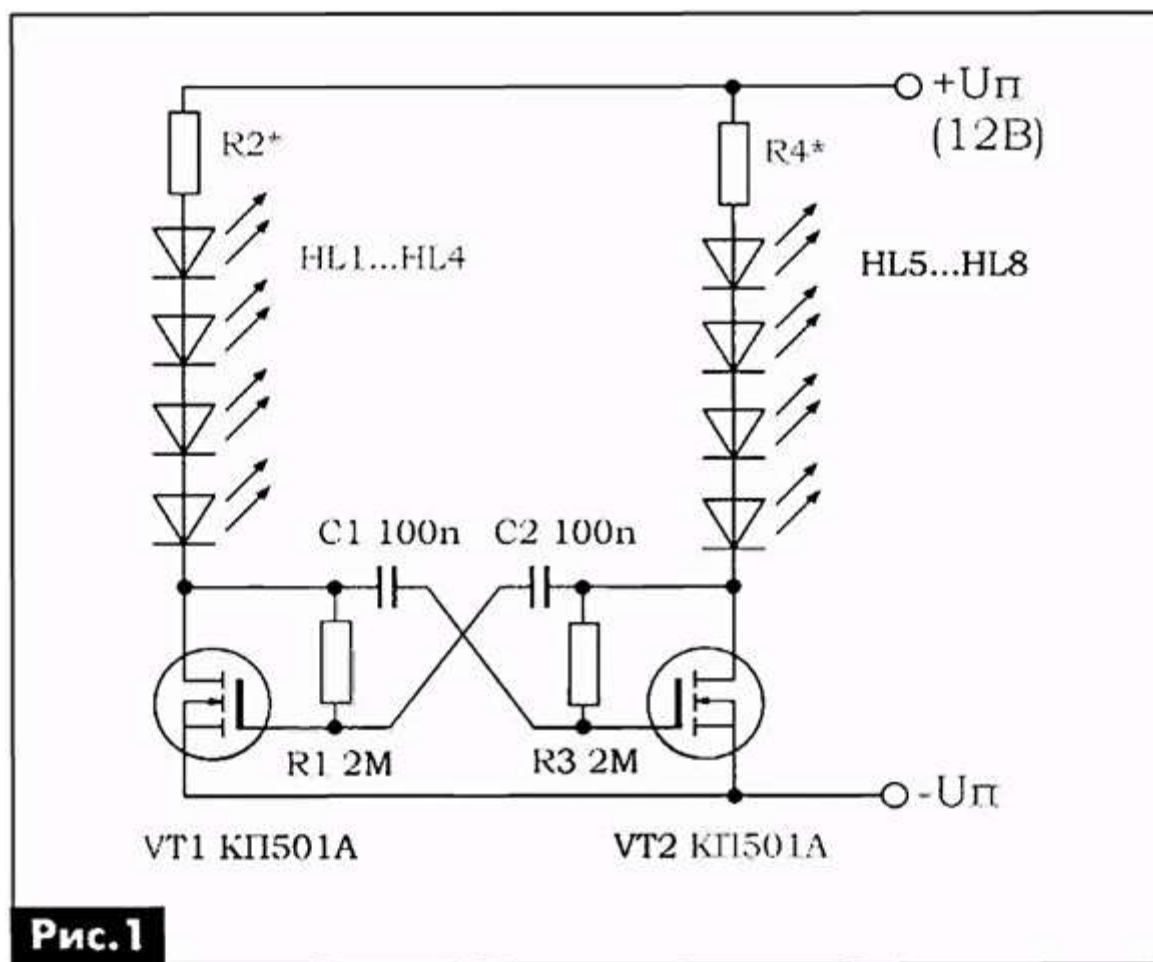 +Uп
(12В)
R2*
R4*
HL1...HL4
HL5...HL8
C1 100n
C2 100n
R1 2M
R3 2M
-Uп
VT1 КП501А
VT2 КП501А
Рис.1